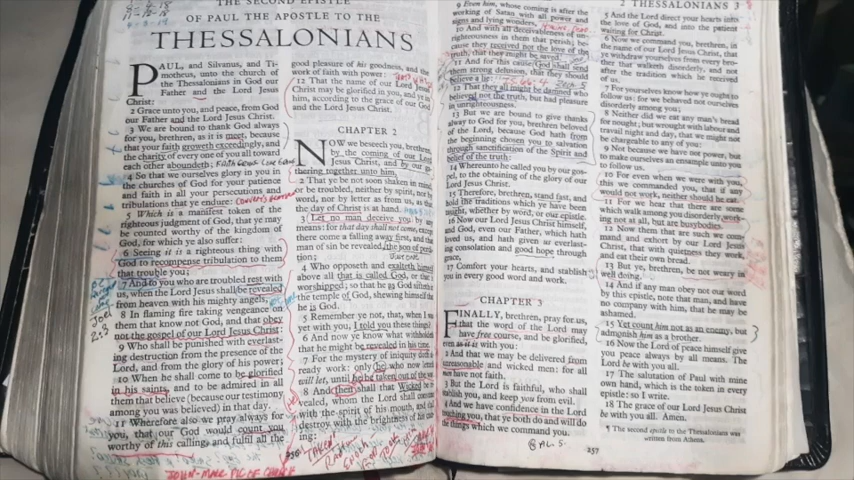 THE SECOND EPISTLE
OF PAUL THE APOSTLE TO THE
THESSALONIANS
PAUL, and Silvanus, and Ti-
motheus, unto the church
of the Thessalonians in God our
Father and the Lord Jesus
Christ:
2 Grace unto you, and peace, from God
our Father and the Lord Jesus Christ.
3 We are bound to thank God always
for you, brethren, as it is meet, because
that your faith groweth exceedingly, and
the charity of every one of you all toward
each other aboundeth;
4 So that we ourselves glory in you in
the churches of God for your patience
and faith in all your persecutions and
tribulations that ye endure:
5 Which is a manifest token of the
righteous judgment of God, that ye may
be counted worthy of the kingdom of
God, for which ye also suffer:
6 Seeing it is a righteous thing with
God to recompense tribulation to them
that trouble you;
7 And to you who are troubled rest with
us, when the Lord Jesus shall be revealed
from heaven with his mighty angels,
8 In flaming fire taking vengeance on
them that know not God, and that obey
not the gospel of our Lord Jesus Christ:
9 Who shall be punished with everlast-
ing destruction from the presence of the
Lord, and from the glory of his power;
10 When he shall come to be glorified
in his saints, and to be admired in all
them that believe (because our testimony
among you was believed) in that day.
11 Wherefore also we pray always for
you, that our God would count you
worthy of this calling, and fulfil all the
JOHN-MARK PIC OF CHURCH
Joel
2:3
good pleasure of his goodness, and the
work of faith with power:
12 That the name of our Lord Jesus
Christ may be glorified in you, and ye in
him, according to the grace of our God
and the Lord Jesus Christ.
CHAPTER 2
NOW we beseech you, brethren,
by the coming of our Lord
Jesus Christ, and by our ga-
thering together unto him,
2 That ye be not soon shaken in mind,
or be troubled, neither by spirit, nor by
word, nor by letter as from us, as that
the day of Christ is at hand.
3 Let no man deceive you by any
means: for that day shall not come, except
there come a falling away first, and that
man of sin be revealed, the son of perdi-
tion;
4 Who opposeth and exalteth himself
above all that is called God, or that is
worshipped; so that he as God sitteth in
the temple of God, shewing himself that
he is God.
5 Remember ye not, that, when I was
yet with you, I told you these things?
6 And now ye know what withholdeth
that he might be revealed in his time.
7 For the mystery of iniquity doth al-
ready work: only he who now letteth
will let, until he be taken out of the way.
8 And then shall that Wicked be re-
vealed, whom the Lord shall consume
with the spirit of his mouth, and shall
destroy with the brightness of his com-
ing:
256
9 Even him, whose coming is after the
working of Satan with all power and
signs and lying wonders,
10 And with all deceivableness of un-
righteousness in them that perish; be-
cause they received not the love of the
truth, that they might be saved.
11 And for this cause God shall send
them strong delusion, that they should
believe a lie:
12 That they all might be damned who
believed not the truth, but had pleasure
in unrighteousness.
13 But we are bound to give thanks
alway to God for you, brethren beloved
of the Lord, because God hath from
the beginning chosen you to salvation
through sanctification of the Spirit and
belief of the truth:
14 Whereunto he called you by our gos-
pel, to the obtaining of the glory of our
Lord Jesus Christ.
15 Therefore, brethren, stand fast, and
hold the traditions which ye have been
taught, whether by word, or our epistle.
16 Now our Lord Jesus Christ himself,
and God, even our Father, which hath
loved us, and hath given us everlast-
ing consolation and good hope through
grace,
17 Comfort your hearts, and stablish
you in every good word and work.
CHAPTER 3
FINALLY, brethren, pray for us,
that the word of the Lord may
have free course, and be glorified,
even as it is with you:
2 And that we may be delivered from
unreasonable and wicked men: for all
men have not faith.
3 But the Lord is faithful, who shall
stablish you, and keep you from evil.
4 And we have confidence in the Lord
touching you, that ye both do and will do
the things which we command you.
2 THESSALONIANS 3
5 And the Lord direct your hearts into
the love of God, and into the patient
waiting for Christ.
6 Now we command you, brethren, in
the name of our Lord Jesus Christ, that
ye withdraw yourselves from every bro-
ther that walketh disorderly, and not
after the tradition which he received
of us.
7 For yourselves know how ye ought to
follow us: for we behaved not ourselves
disorderly among you;
8 Neither did we eat any man's bread
for nought; but wrought with labour and
travail night and day, that we might not
be chargeable to any of you:
9 Not because we have not power, but
to make ourselves an ensample unto you
to follow us.
10 For even when we were with you,
this we commanded you, that if any
would not work, neither should he eat.
11 For we hear that there are some
which walk among you disorderly, work-
ing not at all, but are busybodies.
12 Now them that are such we com-
mand and exhort by our Lord Jesus
Christ, that with quietness they work,
and eat their own bread.
13 But ye, brethren, be not weary in
well doing.
14 And if any man obey not our word
by this epistle, note that man, and have
no company with him, that he may be
ashamed.
15 Yet count him not as an enemy, but
admonish him as a brother.
16 Now the Lord of peace himself give
you peace always by all means. The
Lord be with you all.
17 The salutation of Paul with mine
own hand, which is the token in every
epistle: so I write.
18 The grace of our Lord Jesus Christ
be with you all. Amen.
¶ The second epistle to the Thessalonians was
written from Athens.
257